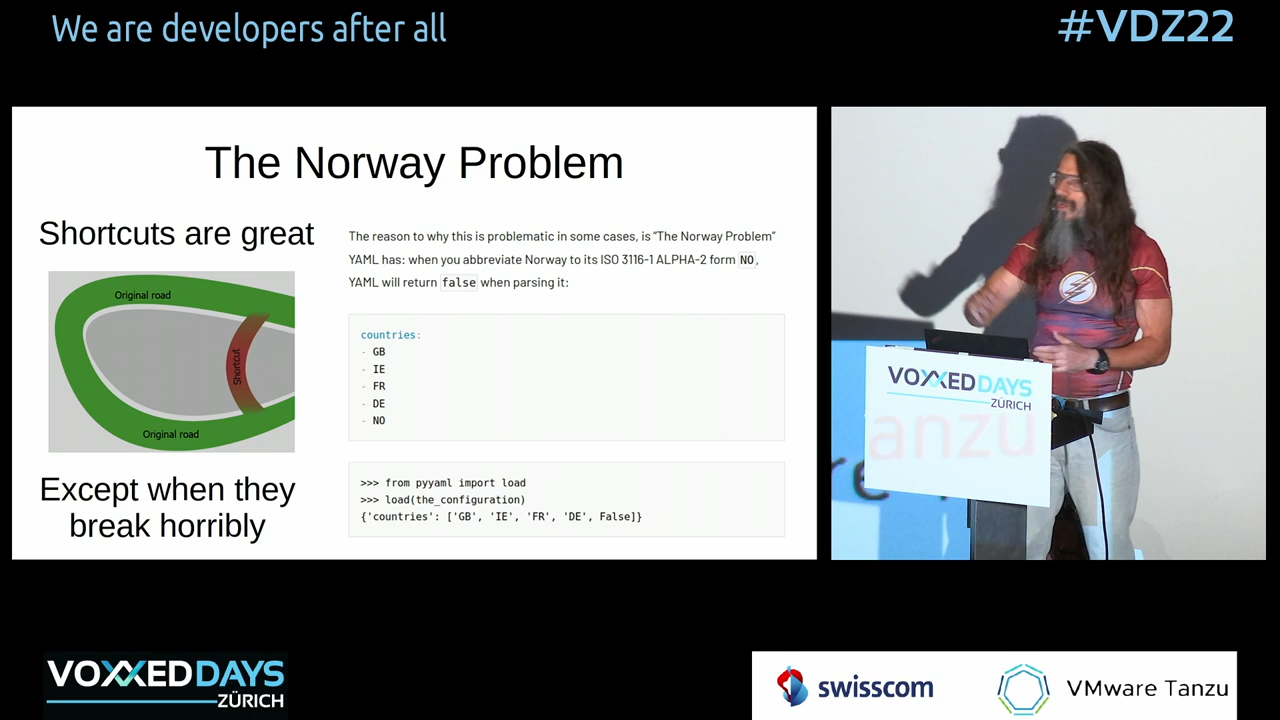 We are developers after all
#VDZ22
The Norway Problem
Shortcuts are great
Original road
Shortcut
Original road
Except when they
break horribly
The reason to why this is problematic in some cases, is “The Norway Problem”
YAML has: when you abbreviate Norway to its ISO 3116-1 ALPHA-2 form NO,
YAML will return false when parsing it:
countries:
- GB
- IE
- FR
- DE
- NO
>>> from pyyaml import load
>>> load(the_configuration)
{'countries': ['GB', 'IE', 'FR', 'DE', False]}
VOXXED DAYS
ZÜRICH
anzu
VOXXED DAYS
ZÜRICH
swisscom
VMware Tanzu